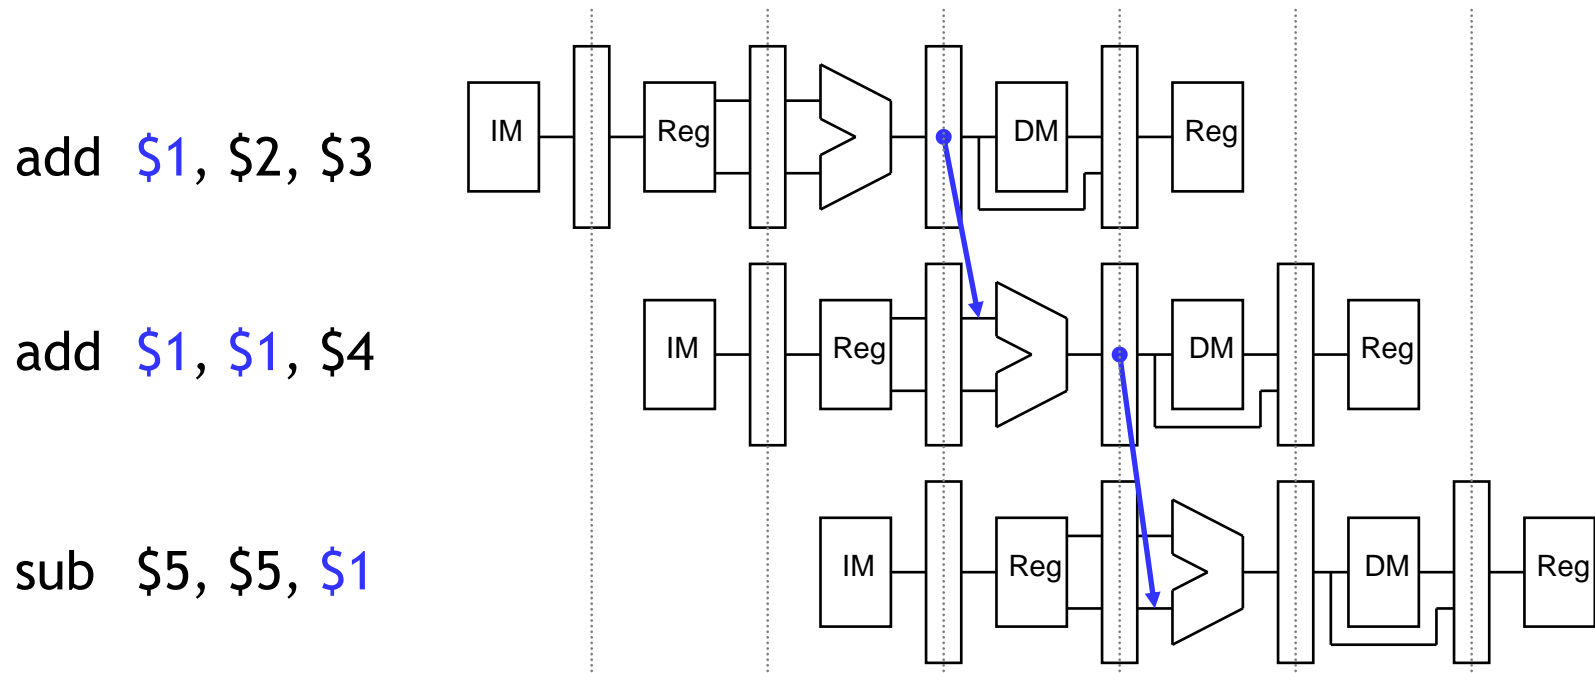 add $1, $2, $3 IM Reg DM Reg
add $1, $1, $4 IM Reg DM Reg
sub $5, $5, $1 IM Reg DM Reg